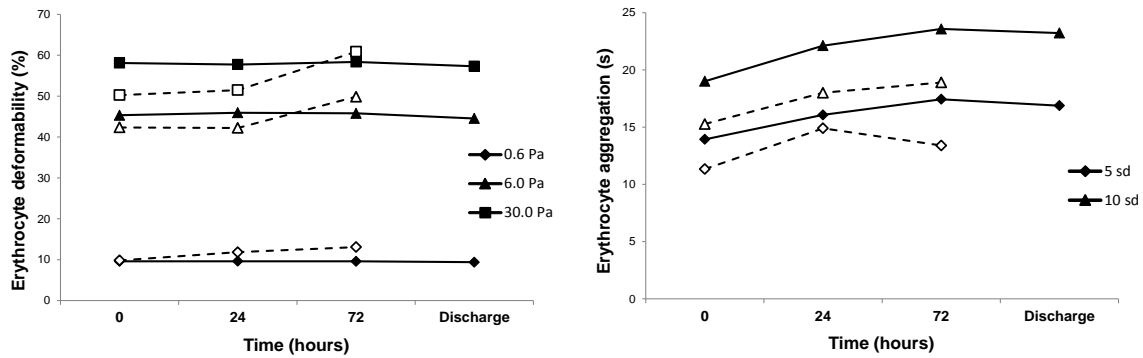 70
60
50
40
30
20
10
0
Erythrocyte deformability (%)
0 24 72 Discharge
Time (hours)
0.6 Pa
6.0 Pa
30.0 Pa
25
20
15
10
5
0
Erythrocyte aggregation (s)
0 24 72 Discharge
Time (hours)
5 sd
10 sd